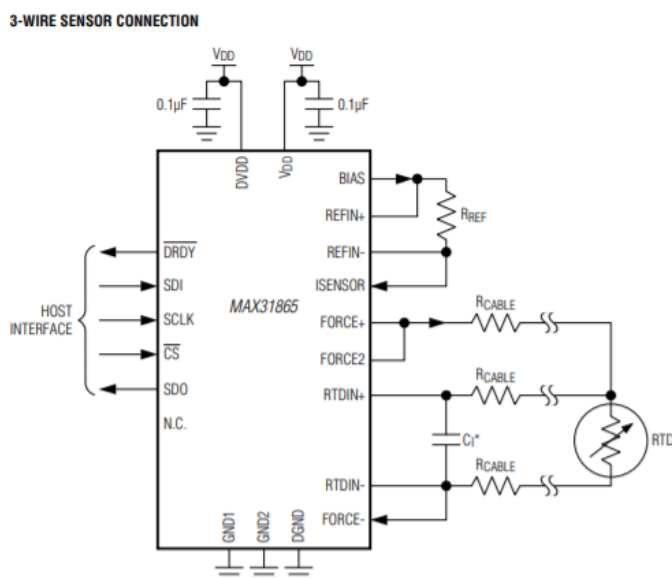 3-WIRE SENSOR CONNECTION
VDD
VDD
0.1µF
0.1µF
DVDD
VDD
BIAS
REFIN+
RREF
REFIN-
ISENSOR
DRDY
SDI
SCLK
CS
SDO
N.C.
HOST
INTERFACE
MAX31865
FORCE+
RCABLE
FORCE2
RTDIN+
RCABLE
CI*
RTD
RTDIN-
RCABLE
FORCE-
GND1
GND2
DGND